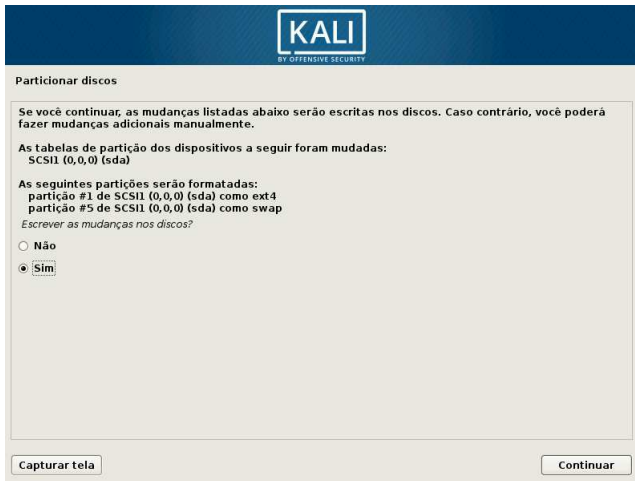 KALI
BY OFFENSIVE SECURITY
Particionar discos
Se você continuar, as mudanças listadas abaixo serão escritas nos discos. Caso contrário, você poderá
fazer mudanças adicionais manualmente.
As tabelas de partição dos dispositivos a seguir foram mudadas:
SCSI1 (0,0,0) (sda)
As seguintes partições serão formatadas:
partição #1 de SCSI1 (0,0,0) (sda) como ext4
partição #5 de SCSI1 (0,0,0) (sda) como swap
Escrever as mudanças nos discos?
Não
Sim
Capturar tela
Continuar